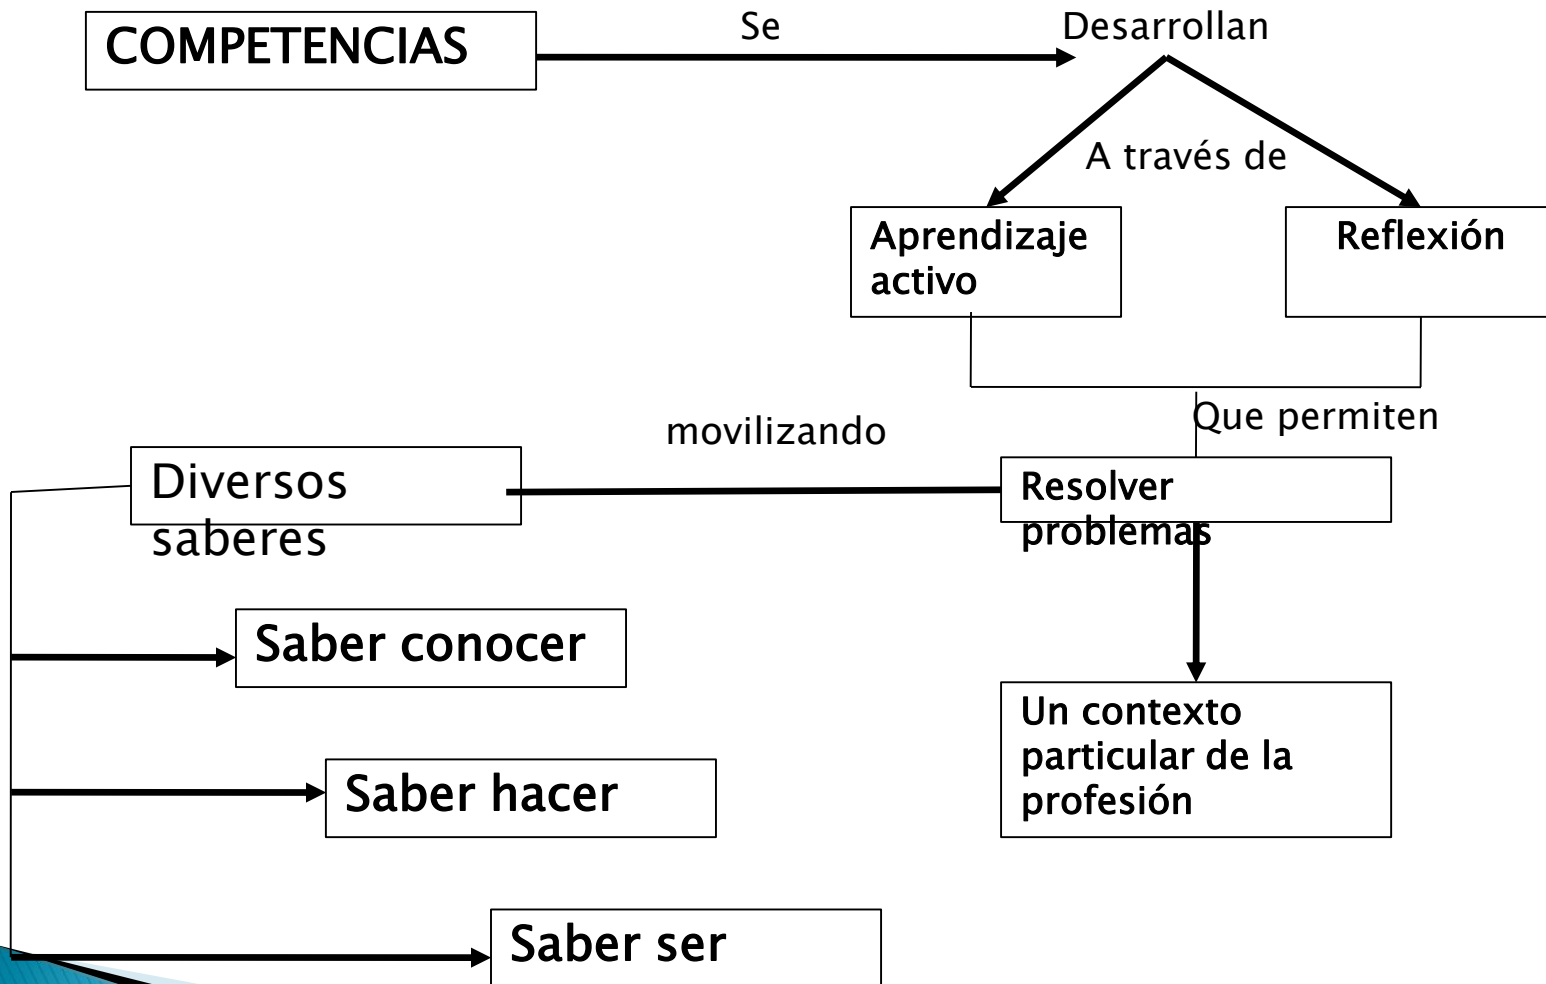 COMPETENCIAS
Se
Desarrollan
A través de
Aprendizaje
activo
Reflexión
Que permiten
movilizando
Diversos
saberes
Resolver
problemas
Saber conocer
Un contexto
particular de la
profesión
Saber hacer
Saber ser